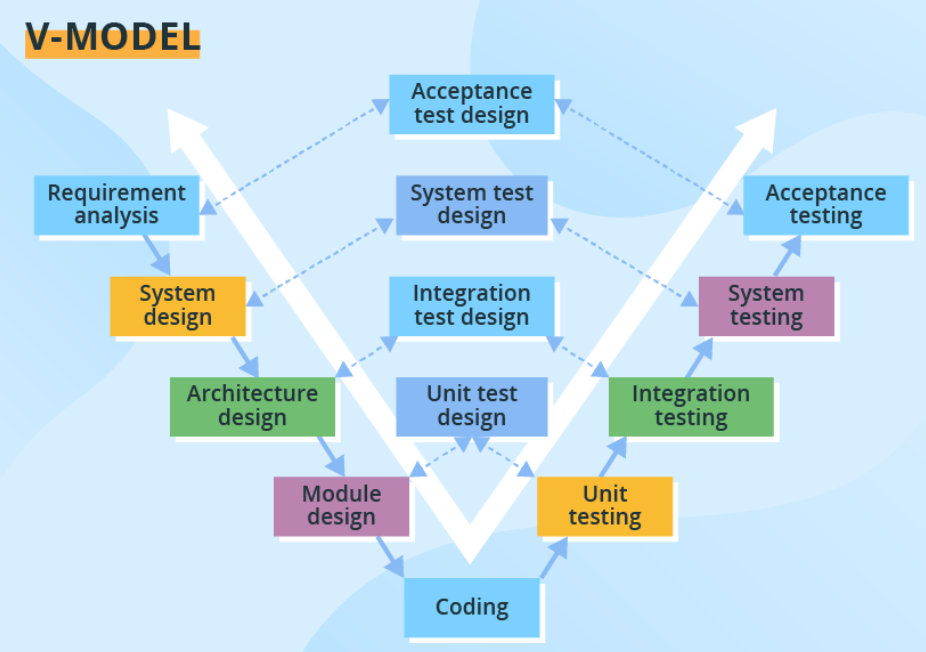 V-MODEL
Acceptance
test design
Requirement
analysis
System test
design
Acceptance
testing
System
design
Integration
test design
System
testing
Architecture
design
Unit test
design
Integration
testing
Module
design
Unit
testing
Coding